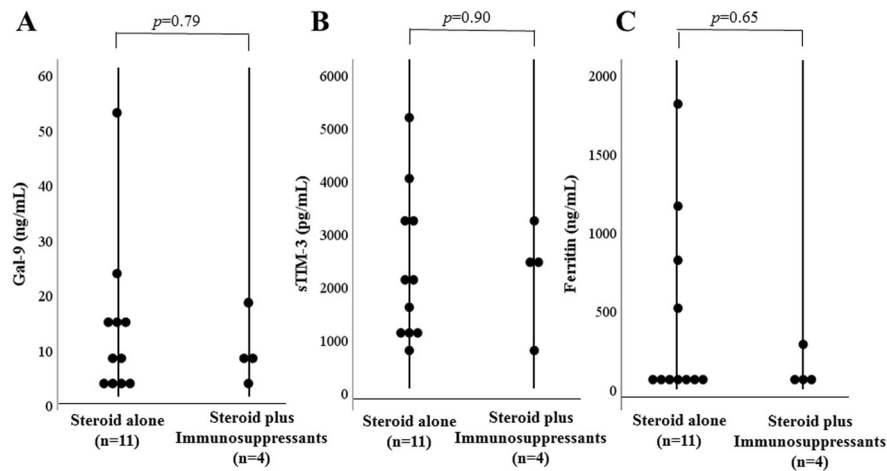 A
p=0.79
Gal-9 (ng/mL)
60
50
40
30
20
10
0
Steroid alone
(n=11)
Steroid plus
Immunosuppressants
(n=4)
B
p=0.90
sTIM-3 (pg/mL)
6000
5000
4000
3000
2000
1000
0
Steroid alone
(n=11)
Steroid plus
Immunosuppressants
(n=4)
C
p=0.65
Ferritin (ng/mL)
2000
1500
1000
500
0
Steroid alone
(n=11)
Steroid plus
Immunosuppressants
(n=4)